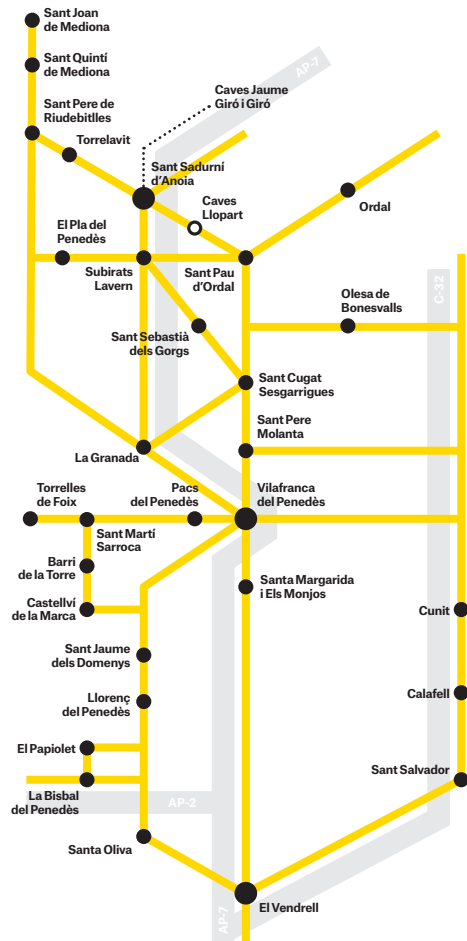 Sant Joan
de Mediona
Sant Quintí
de Mediona
AP-7
Caves Jaume
Giró i Giró
Sant Pere de
Riudebitlles
Torrelavit
Sant Sadurní
d'Anoia
Caves
Llopart
Ordal
El Pla del
Penedès
Subirats
Lavern
Sant Pau
d'Ordal
C-32
Olesa de
Bonesvalls
Sant Sebastià
dels Gorgs
Sant Cugat
Sesgarrigues
Sant Pere
Molanta
La Granada
Torrelles
de Foix
Pacs
del Penedès
Vilafranca
del Penedès
Sant Martí
Sarroca
Barri
de la Torre
Santa Margarida
i Els Monjos
Castellví
de la Marca
Cunit
Sant Jaume
dels Domenys
Llorenç
del Penedès
Calafell
El Papiolet
Sant Salvador
La Bisbal
del Penedès
AP-2
Santa Oliva
El Vendrell
AP-7